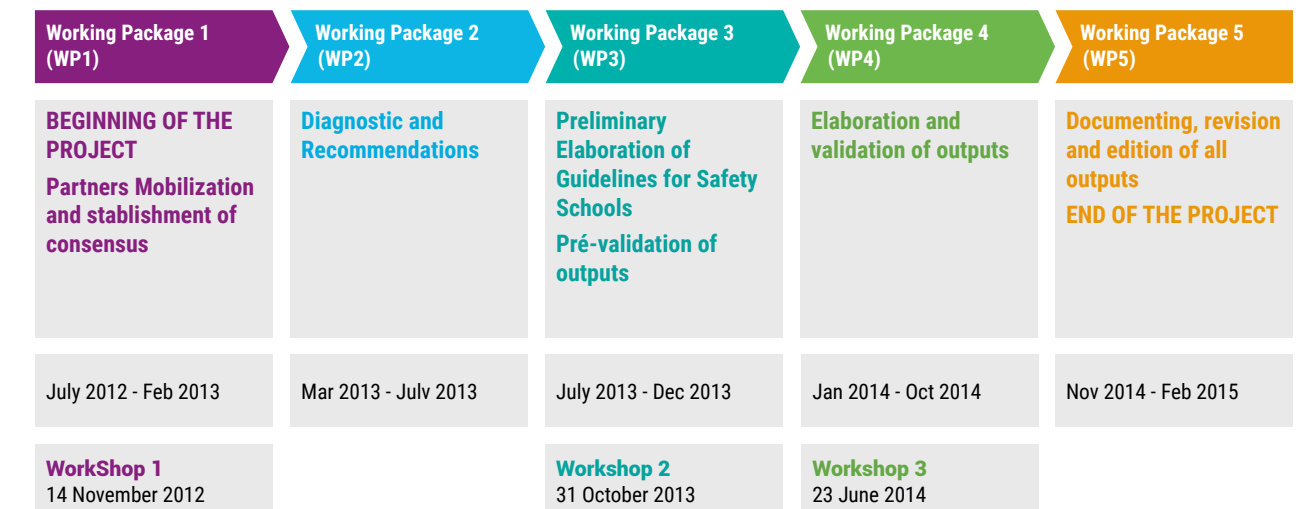 Working Package 1
(WP1)
Working Package 2
(WP2)
Working Package 3
(WP3)
Working Package 4
(WP4)
Working Package 5
(WP5)
BEGINNING OF THE
PROJECT
Partners Mobilization
and stablishment of
consensus
Diagnostic and
Recommendations
Preliminary
Elaboration of
Guidelines for Safety
Schools
Pré-validation of
outputs
Elaboration and
validation of outputs
Documenting, revision
and edition of all
outputs
END OF THE PROJECT
July 2012 - Feb 2013
Mar 2013 - Julv 2013
July 2013 - Dec 2013
Jan 2014 - Oct 2014
Nov 2014 - Feb 2015
WorkShop 1
14 November 2012
Workshop 2
31 October 2013
Workshop 3
23 June 2014